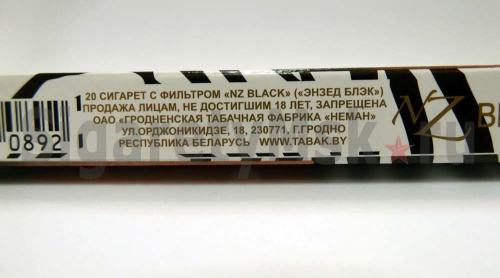 20 СИГАРЕТ С ФИЛЬТРОМ «NZ BLACK» («ЭНЗЕД БЛЭК»)
ПРОДАЖА ЛИЦАМ, НЕ ДОСТИГШИМ 18 ЛЕТ, ЗАПРЕЩЕНА
ОАО «ГРОДНЕНСКАЯ ТАБАЧНАЯ ФАБРИКА «НЕМАН»
УЛ.ОРДЖОНИКИДЗЕ, 18, 230771, Г.ГРОДНО
РЕСПУБЛИКА БЕЛАРУСЬ WWW.TABAK.BY
0892
NZ